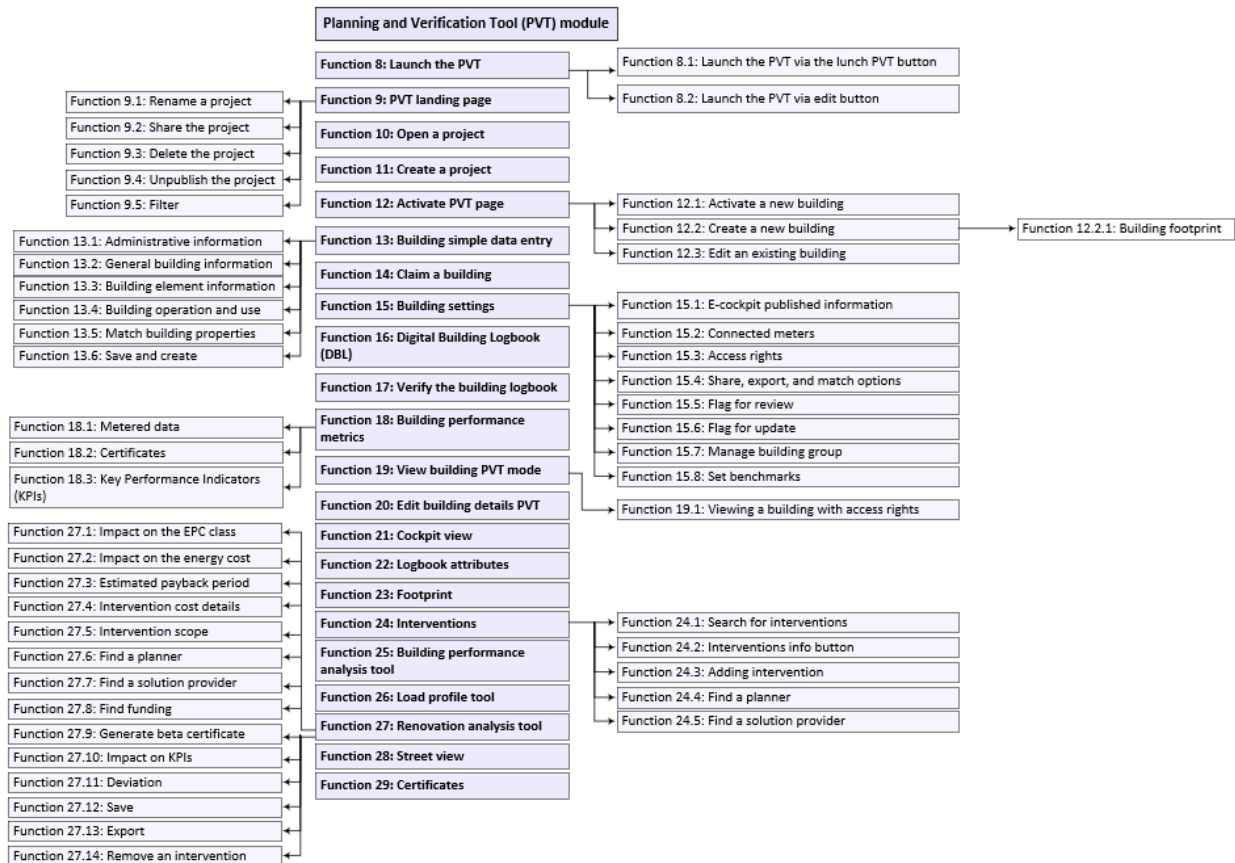 Planning and Verification Tool (PVT) module
Function 8: Launch the PVT
Function 8.1: Launch the PVT via the lunch PVT button
Function 8.2: Launch the PVT via edit button
Function 9: PVT landing page
Function 9.1: Rename a project
Function 9.2: Share the project
Function 9.3: Delete the project
Function 9.4: Unpublish the project
Function 9.5: Filter
Function 10: Open a project
Function 11: Create a project
Function 12: Activate PVT page
Function 12.1: Activate a new building
Function 12.2: Create a new building
Function 12.2.1: Building footprint
Function 12.3: Edit an existing building
Function 13: Building simple data entry
Function 13.1: Administrative information
Function 13.2: General building information
Function 13.3: Building element information
Function 13.4: Building operation and use
Function 13.5: Match building properties
Function 13.6: Save and create
Function 14: Claim a building
Function 15: Building settings
Function 15.1: E-cockpit published information
Function 15.2: Connected meters
Function 15.3: Access rights
Function 15.4: Share, export, and match options
Function 15.5: Flag for review
Function 15.6: Flag for update
Function 15.7: Manage building group
Function 15.8: Set benchmarks
Function 16: Digital Building Logbook
(DBL)
Function 17: Verify the building logbook
Function 18: Building performance
metrics
Function 18.1: Metered data
Function 18.2: Certificates
Function 18.3: Key Performance Indicators
(KPIs)
Function 19: View building PVT mode
Function 19.1: Viewing a building with access rights
Function 20: Edit building details PVT
Function 21: Cockpit view
Function 22: Logbook attributes
Function 23: Footprint
Function 24: Interventions
Function 24.1: Search for interventions
Function 24.2: Interventions info button
Function 24.3: Adding intervention
Function 24.4: Find a planner
Function 24.5: Find a solution provider
Function 25: Building performance
analysis tool
Function 26: Load profile tool
Function 27: Renovation analysis tool
Function 27.1: Impact on the EPC class
Function 27.2: Impact on the energy cost
Function 27.3: Estimated payback period
Function 27.4: Intervention cost details
Function 27.5: Intervention scope
Function 27.6: Find a planner
Function 27.7: Find a solution provider
Function 27.8: Find funding
Function 27.9: Generate beta certificate
Function 27.10: Impact on KPIs
Function 27.11: Deviation
Function 27.12: Save
Function 27.13: Export
Function 27.14: Remove an intervention
Function 28: Street view
Function 29: Certificates